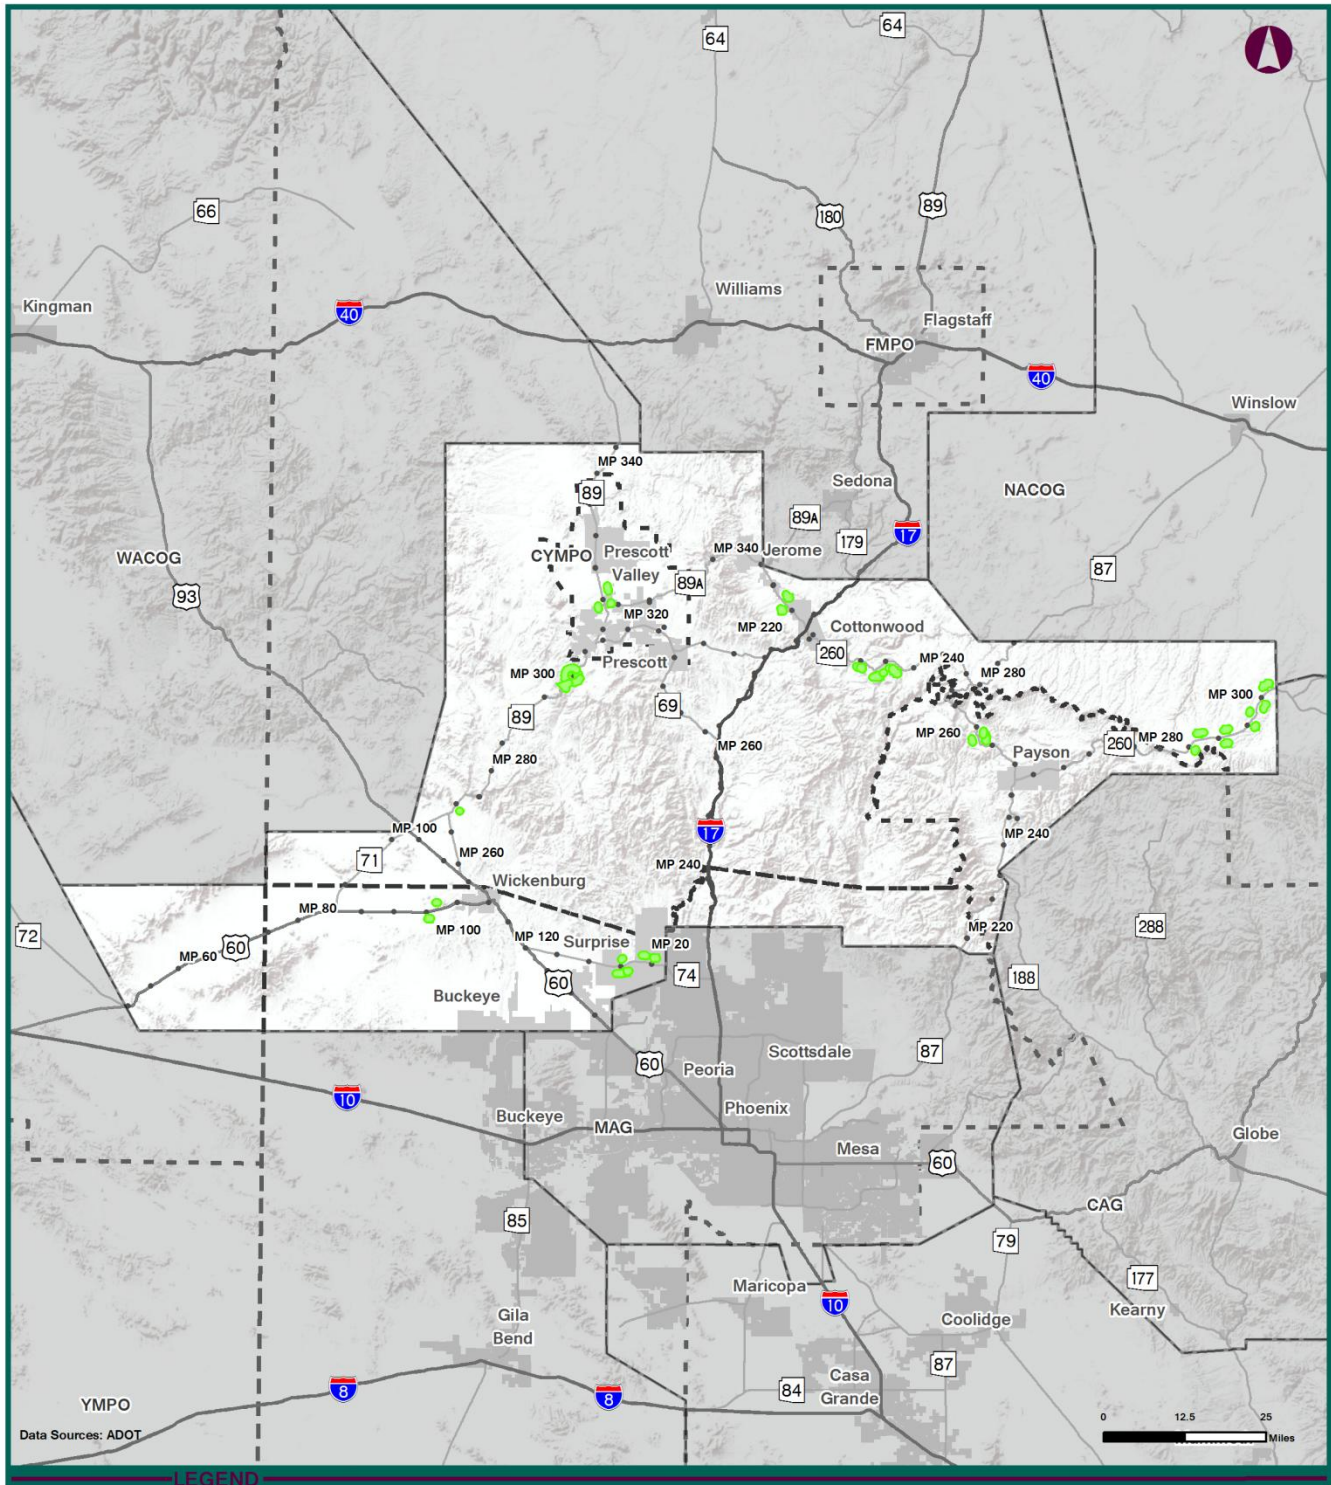 64
64
66
180
89
Kingman
40
Williams
Flagstaff
FMPO
40
Winslow
MP 340
89
Sedona
NACOG
89A
17
179
WACOG
CYMPO
Prescott
Valley
MP 340
Jerome
87
93
89A
MP 320
MP 220
Cottonwood
260
MP 240
MP 300
Prescott
MP 280
MP 300
89
69
MP 260
MP 260
Payson
260
MP 280
MP 280
MP 100
17
MP 240
71
MP 260
MP 240
Wickenburg
MP 80
MP 100
MP 220
288
72
MP 60
60
MP 120
Surprise
MP 20
74
188
Buckeye
60
60
Peoria
Scottsdale
87
10
Buckeye
MAG
Phoenix
Mesa
60
Globe
85
CAG
79
177
Maricopa
10
Coolidge
Kearny
Gila
Bend
87
8
8
84
Casa
Grande
YMPO
Data Sources: ADOT
0 12.5 25
Miles
LEGEND